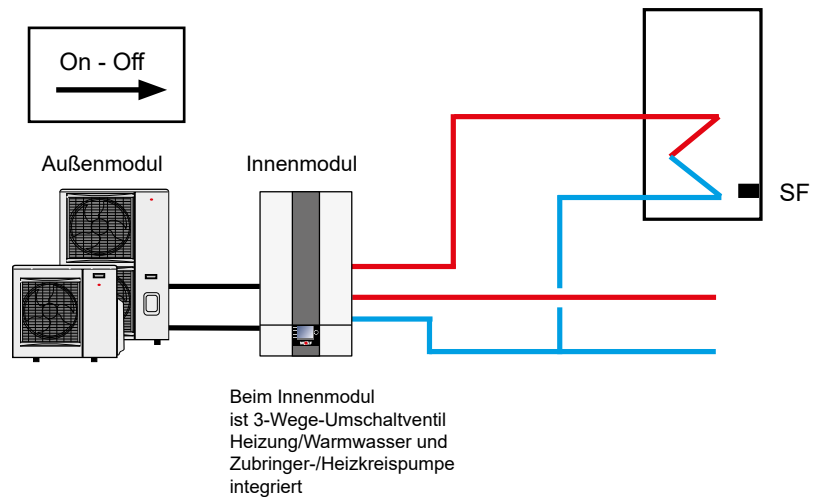 On - Off
Außenmodul
Innenmodul
SF
Beim Innenmodul
ist 3-Wege-Umschaltventil
Heizung/Warmwasser und
Zubringer-/Heizkreispumpe
integriert